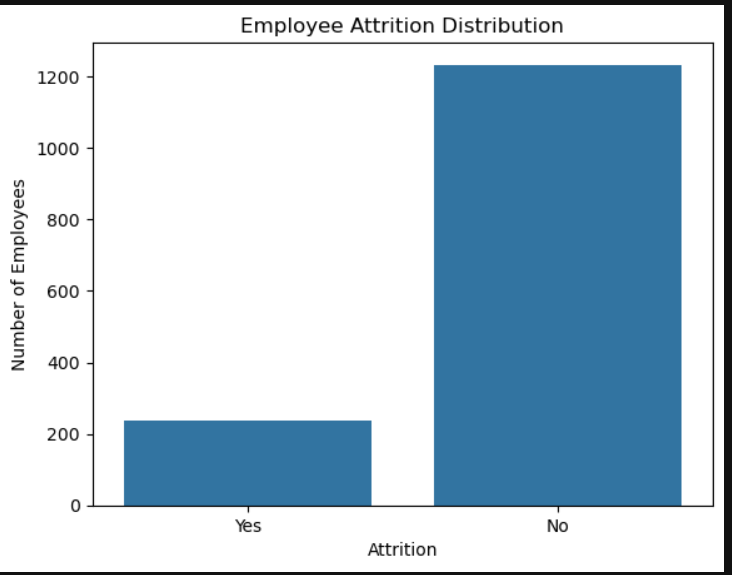 Employee Attrition Distribution
1200
1000
800
600
400
200
0
Number of Employees
Yes
No
Attrition